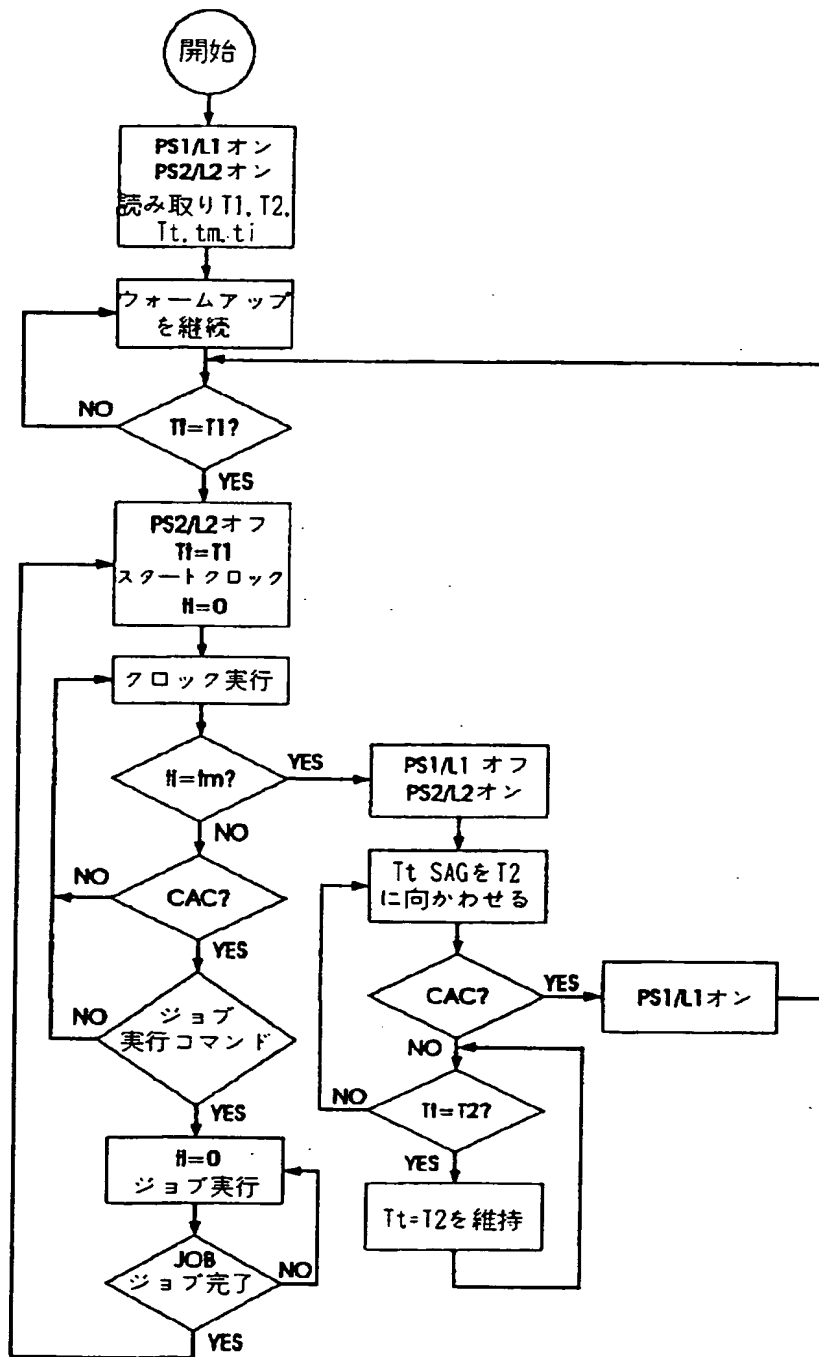 開始
PS1/L1オン
PS2/L2オン
読み取りT1.T2.
Tt.tm.ti
ウォームアップ
を継続
NO
Tt=T1?
YES
PS2/L2オフ
Tt=T1
スタートクロック
ti=0
クロック実行
ti=tm?
YES
PS1/L1 オフ
PS2/L2オン
NO
Tt SAGをT2
に向かわせる
NO
CAC?
YES
CAC?
YES
PS1/L1オン
NO
ジョブ
実行コマンド
NO
NO
Tt=T2?
YES
YES
ti=0
ジョブ実行
Tt=T2を維持
JOB
ジョブ完了
NO
YES